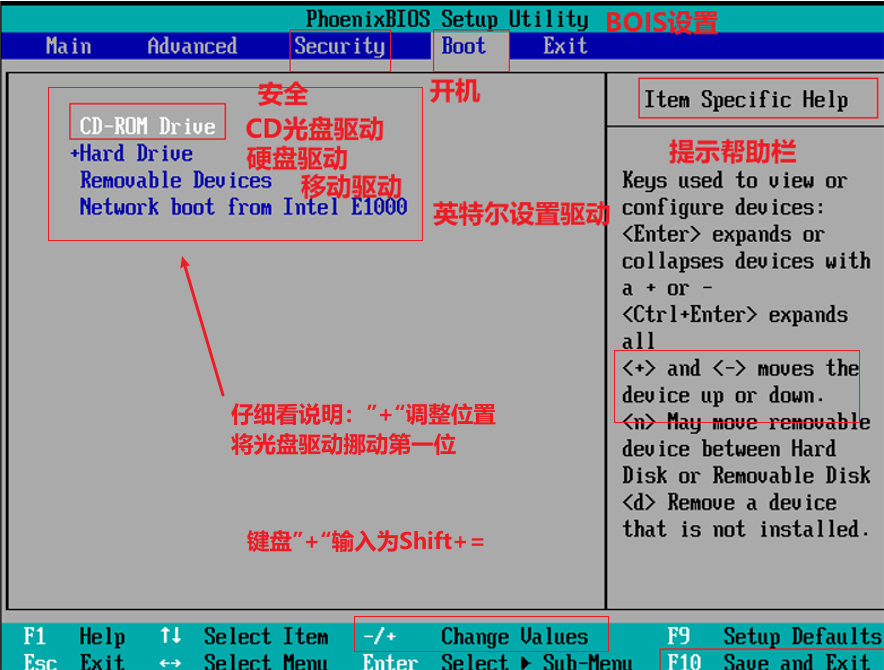 PhoenixBIOS Setup Utility BOIS设置
Main Advanced Security Boot Exit
安全 开机
CD-ROM Drive CD光盘驱动
+Hard Drive 硬盘驱动
Removable Devices 移动驱动
Network boot from Intel E1000 英特尔设置驱动
仔细看说明：”+“调整位置
将光盘驱动挪动第一位
键盘”+“输入为Shift+=
Item Specific Help
提示帮助栏
Keys used to view or
configure devices:
<Enter> expands or
collapses devices with
a + or -
<Ctrl+Enter> expands
all
<+> and <-> moves the
device up or down.
<n> May move removable
device between Hard
Disk or Removable Disk
<d> Remove a device
that is not installed.
F1 Help ↑↓ Select Item -/+ Change Values F9 Setup Defaults
Esc Exit ↔ Select Menu Enter Select ▶ Sub-Menu F10 Save and Exit